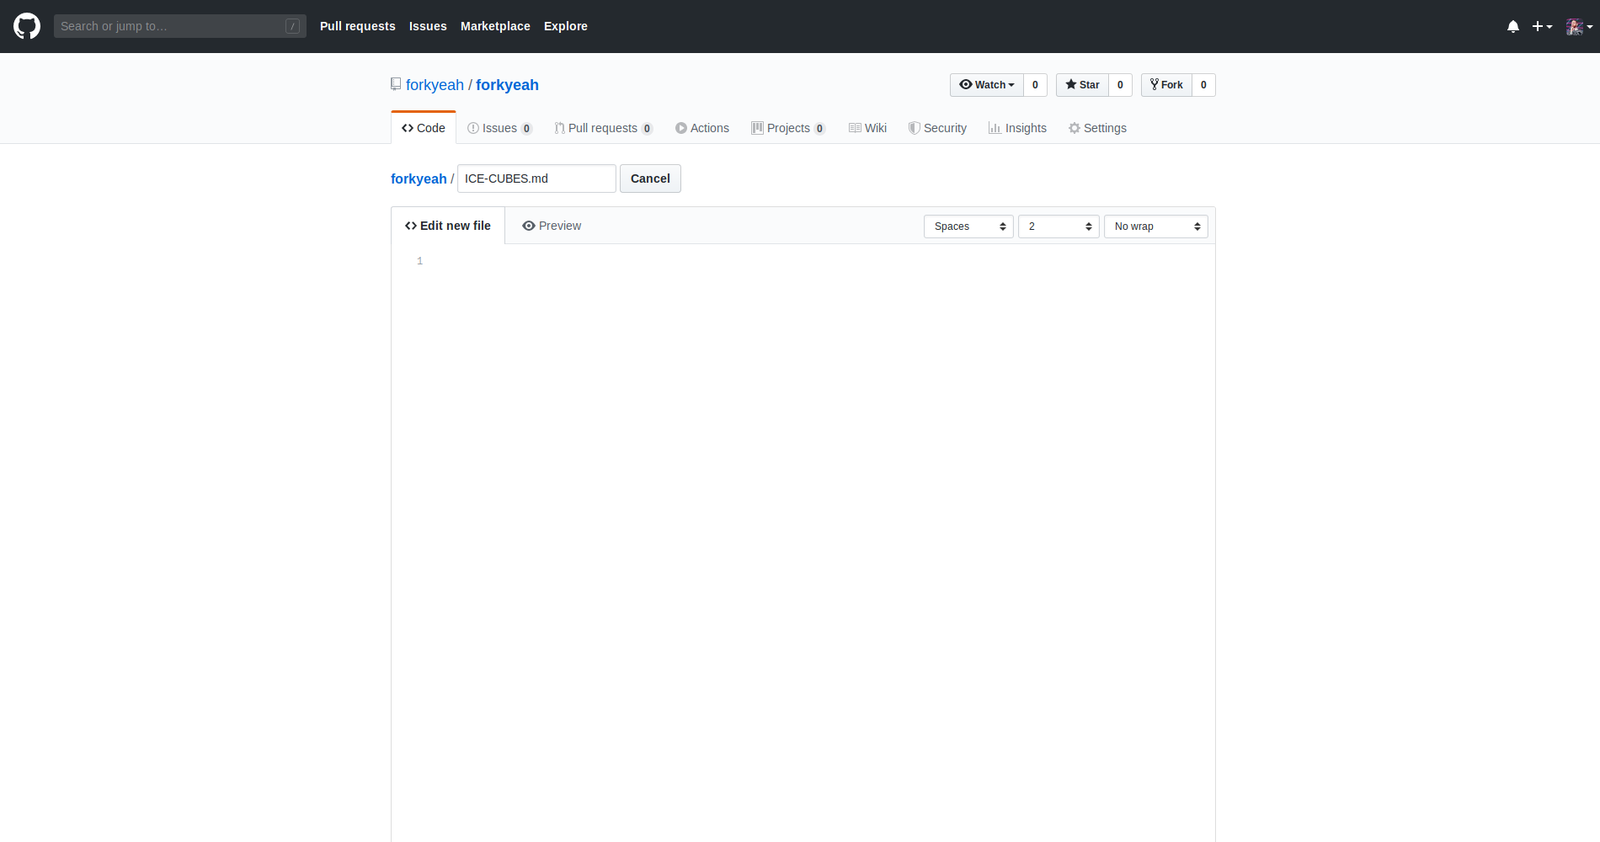 Search or jump to… / Pull requests Issues Marketplace Explore
forkyeah / forkyeah Watch 0 Star 0 Fork 0
Code Issues 0 Pull requests 0 Actions Projects 0 Wiki Security Insights Settings
forkyeah / ICE-CUBES.md Cancel
Edit new file Preview Spaces 2 No wrap
1